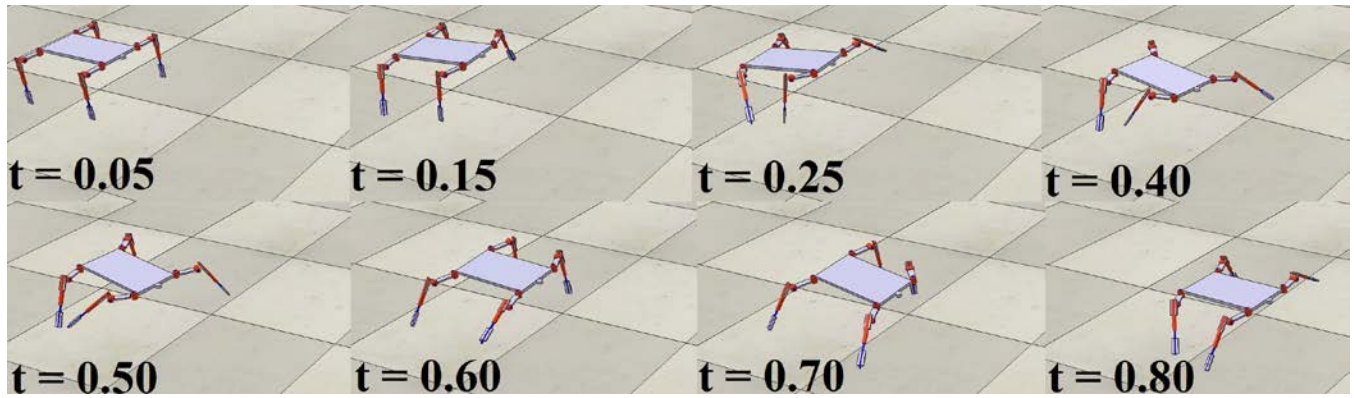 t = 0.05
t = 0.15
t = 0.25
t = 0.40
t = 0.50
t = 0.60
t = 0.70
t = 0.80